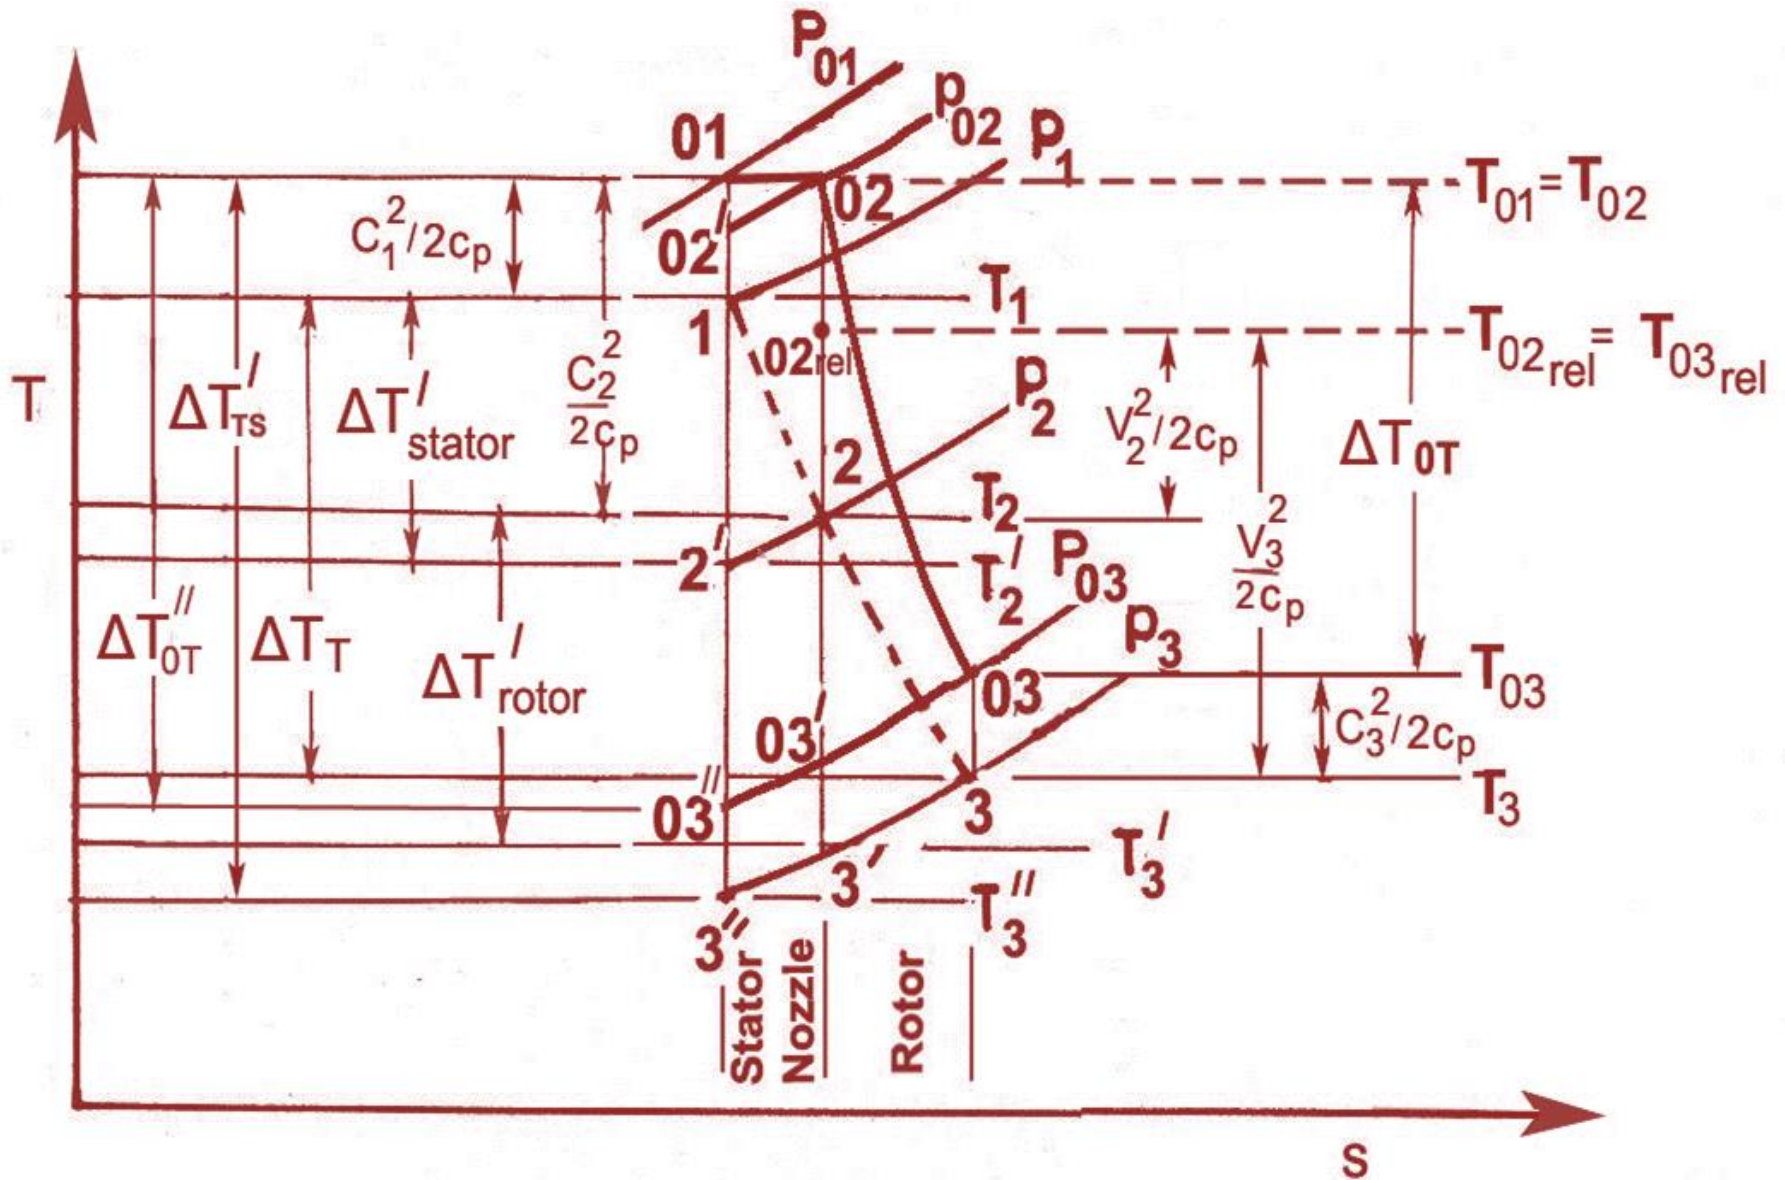 P₀₁
p₀₂
p₁
01
02
02′
T₀₁=T₀₂
C₁²/2cₚ
T₁
1
02rel
T₀₂rel = T₀₃rel
C₂²/2cₚ
p₂
T
ΔT′TS
ΔT′stator
V₂²/2cₚ
ΔT₀T
2
T₂
2′
T₂′
P₀₃
V₃²/2cₚ
p₃
ΔT″₀T
ΔTT
ΔT′rotor
03
T₀₃
03′
C₃²/2cₚ
03″
3
T₃
3′
T₃′
3″
T₃″
Stator
Nozzle
Rotor
s